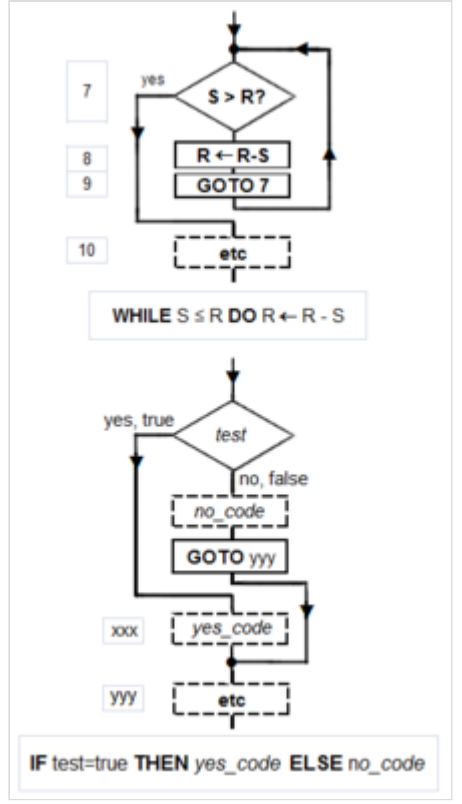 yes
7
S > R?
8
R ← R-S
9
GOTO 7
10
etc
WHILE S ≤ R DO R ← R - S
yes, true
test
no, false
no_code
GOTO yyy
xxx
yes_code
yyy
etc
IF test=true THEN yes_code ELSE no_code